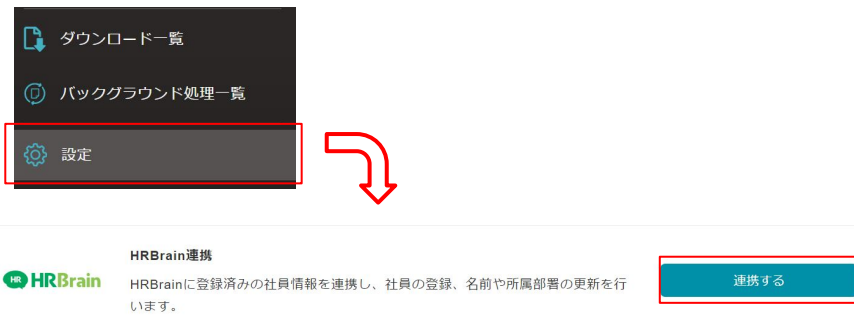 ダウンロード一覧
バックグラウンド処理一覧
設定
HRBrain連携
HR HRBrain
HRBrainに登録済みの社員情報を連携し、社員の登録、名前や所属部署の更新を行
います。
連携する